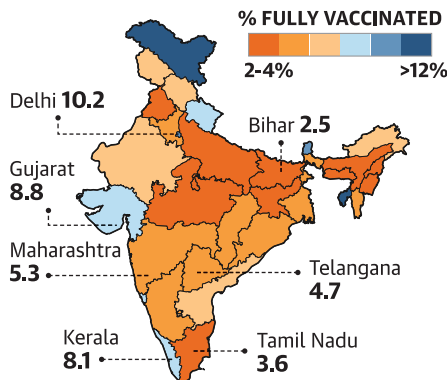 % FULLY VACCINATED
2-4% >12%
Delhi 10.2
Bihar 2.5
Gujarat
8.8
Maharashtra
5.3
Telangana
4.7
Kerala
8.1
Tamil Nadu
3.6